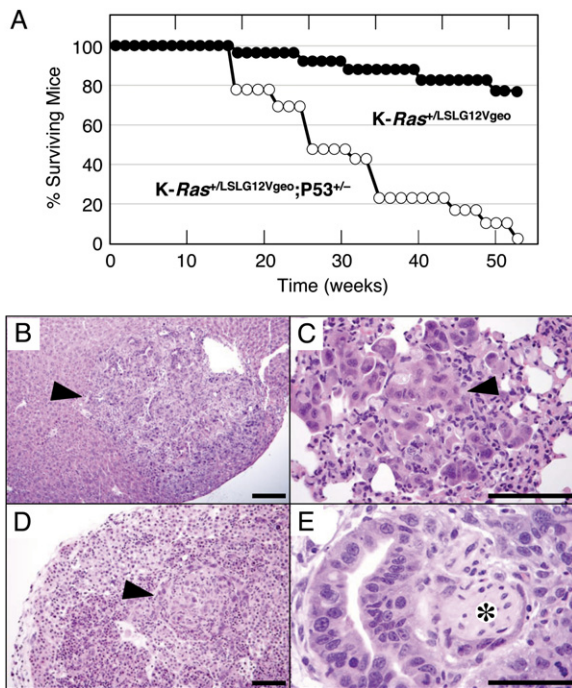 A
100
80
60
40
20
0
% Surviving Mice
K-Ras+/LSLG12Vgeo
K-Ras+/LSLG12Vgeo;P53+/–
0 10 20 30 40 50
Time (weeks)
B C
D E
*